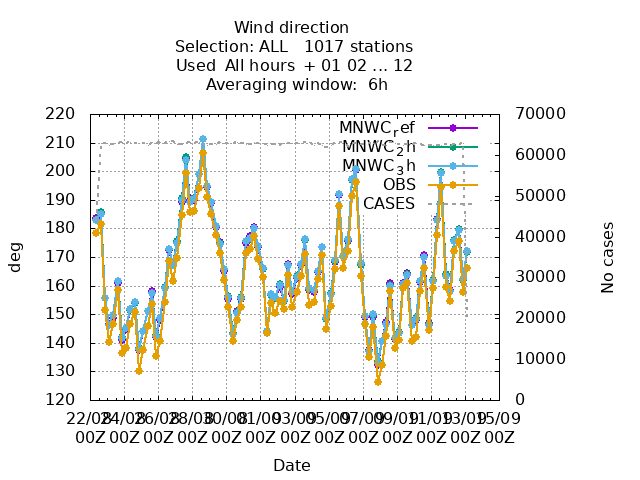 Wind direction
Selection: ALL 1017 stations
Used All hours + 01 02 ... 12
Averaging window: 6h
220
210
200
190
180
170
160
150
140
130
120
deg
70000
60000
50000
40000
30000
20000
10000
0
No cases
MNWC_ref
MNWC_2h
MNWC_3h
OBS
CASES
22/08 24/08 26/08 28/08 30/08 01/09 03/09 05/09 07/09 09/09 11/09 13/09 15/09
00Z 00Z 00Z 00Z 00Z 00Z 00Z 00Z 00Z 00Z 00Z 00Z 00Z
Date